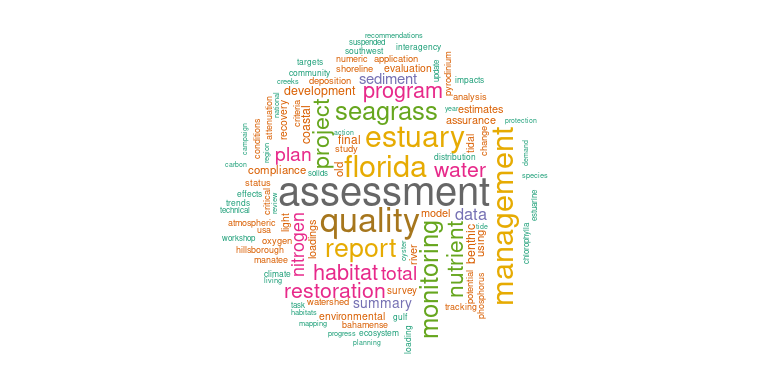 recommendations
suspended
interagency
southwest
numeric application
targets
shoreline evaluation
community
sediment
update
pyrodinium
creeks
deposition
impacts
development
program
national
attenuation
recovery
criteria
coastal
project
seagrass
analysis
year estimates
assurance
protection
campaign
conditions
region
action
final
estuary
tidal
change
management
demand
plan
study
old
florida
distribution
water
carbon
compliance
solids
species
status
assessment
effects
critical
review
trends
technical
light
quality
model
data
estuarine
atmospheric
usa
nitrogen
loadings
monitoring
nutrient
tide
benthic
using
chlorophylla
workshop
oxygen
hillsborough
report
oyster
river
manatee
climate
living
habitat
total
potential
phosphorus
restoration
survey
task
watershed
summary
tracking
habitats
environmental
gulf
mapping
bahamense
progress
ecosystem
planning
loading